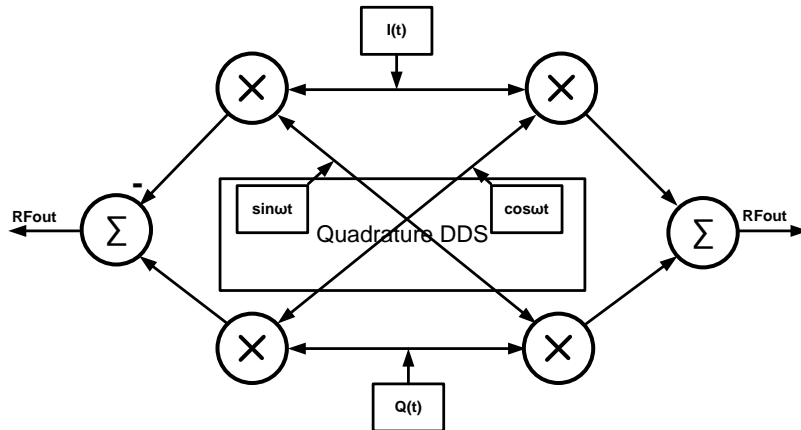 I(t)
-
sinωt
cosωt
RFout
RFout
Σ
Σ
Quadrature DDS
Q(t)